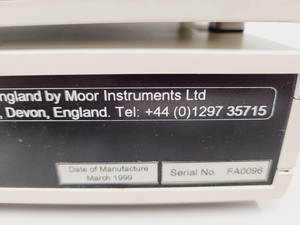 ngland by Moor Instruments Ltd
, Devon, England. Tel: +44 (0)1297 35715
Date of Manufacture
March 1999
Serial No. FA0096